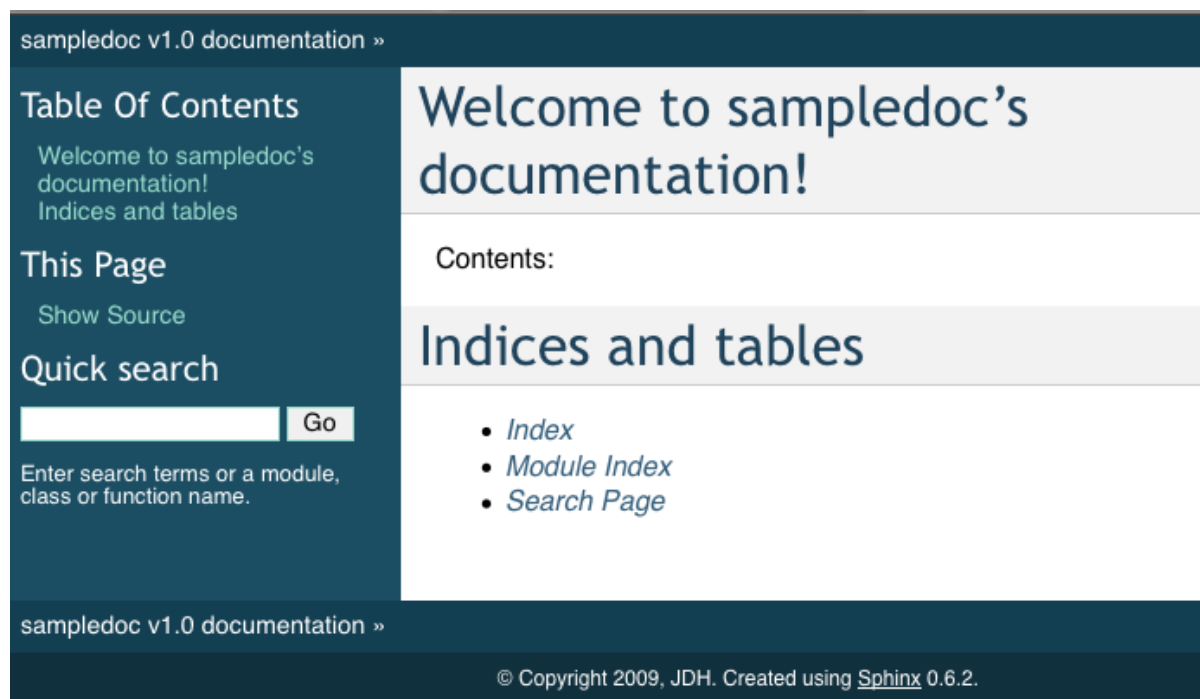 sampledoc v1.0 documentation »
Table Of Contents
Welcome to sampledoc’s
documentation!
Indices and tables
This Page
Show Source
Quick search
Go
Enter search terms or a module,
class or function name.
Welcome to sampledoc’s
documentation!
Contents:
Indices and tables
Index
Module Index
Search Page
sampledoc v1.0 documentation »
© Copyright 2009, JDH. Created using Sphinx 0.6.2.